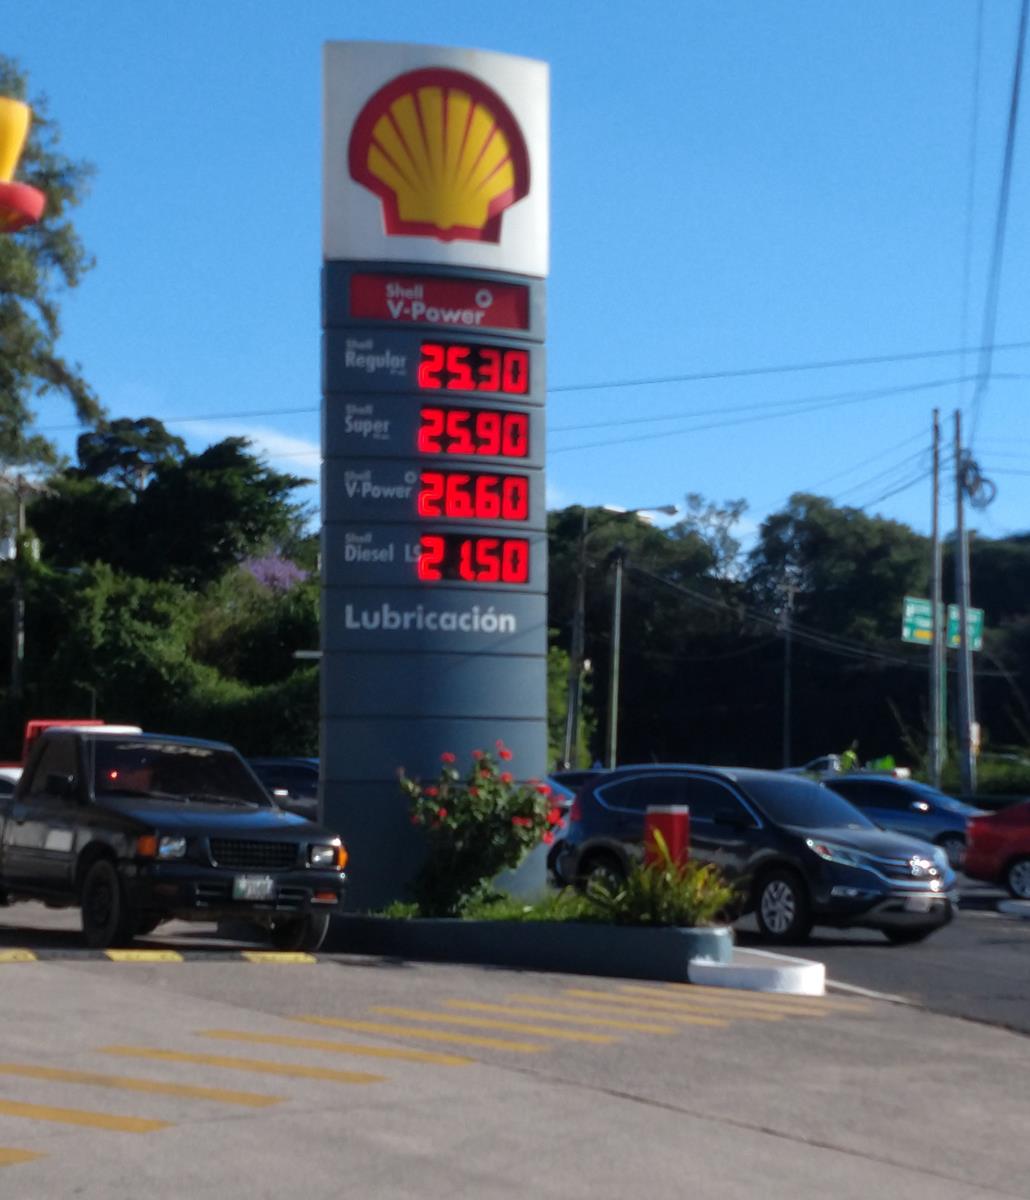 Shell
V-Power
Shell
Regular 25.30
Shell
Super 25.90
Shell
V-Power 26.60
Shell
Diesel LS 21.50
Lubricación